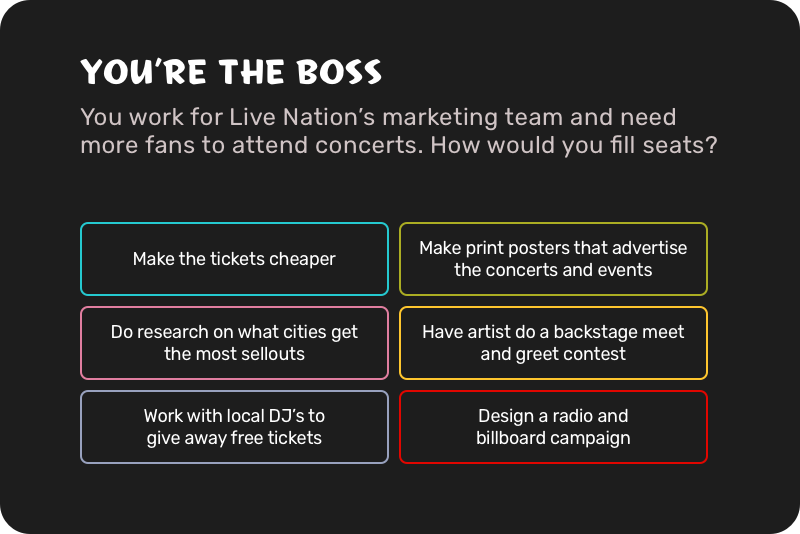 YOU'RE THE BOSS
You work for Live Nation's marketing team and need
more fans to attend concerts. How would you fill seats?
Make the tickets cheaper
Make print posters that advertise
the concerts and events
Do research on what cities get
the most sellouts
Have artist do a backstage meet
and greet contest
Work with local DJ's to
give away free tickets
Design a radio and
billboard campaign